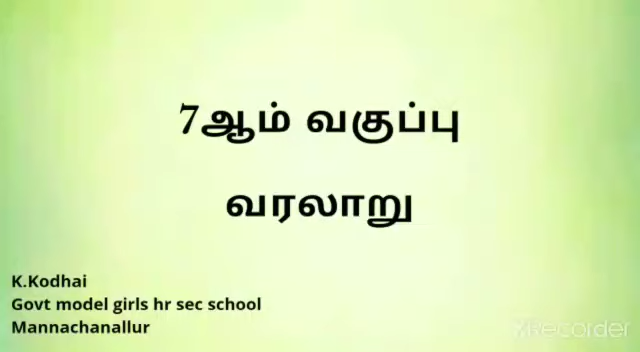 7ஆம் வகுப்பு
வரலாறு
K.Kodhai
Govt model girls hr sec school
Mannachanallur
XRecorder